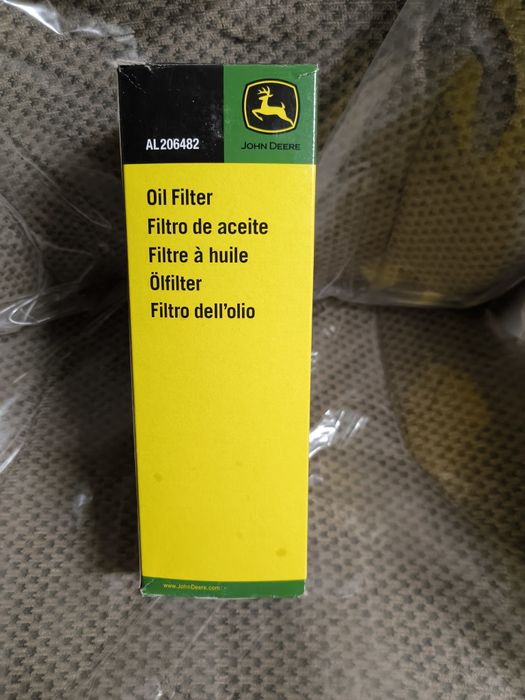 AL206482
JOHN DEERE
Oil Filter
Filtro de aceite
Filtre à huile
Ölfilter
Filtro dell'olio
www.JohnDeere.com